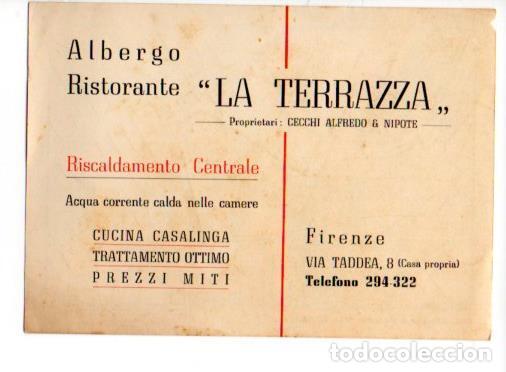 Albergo
Ristorante “LA TERRAZZA„
Proprietari: CECCHI ALFREDO & NIPOTE
Riscaldamento Centrale
Acqua corrente calda nelle camere
CUCINA CASALINGA
TRATTAMENTO OTTIMO
PREZZI MITI
Firenze
VIA TADDEA, 8 (Casa propria)
Telefono 294-322
todocoleccion.net